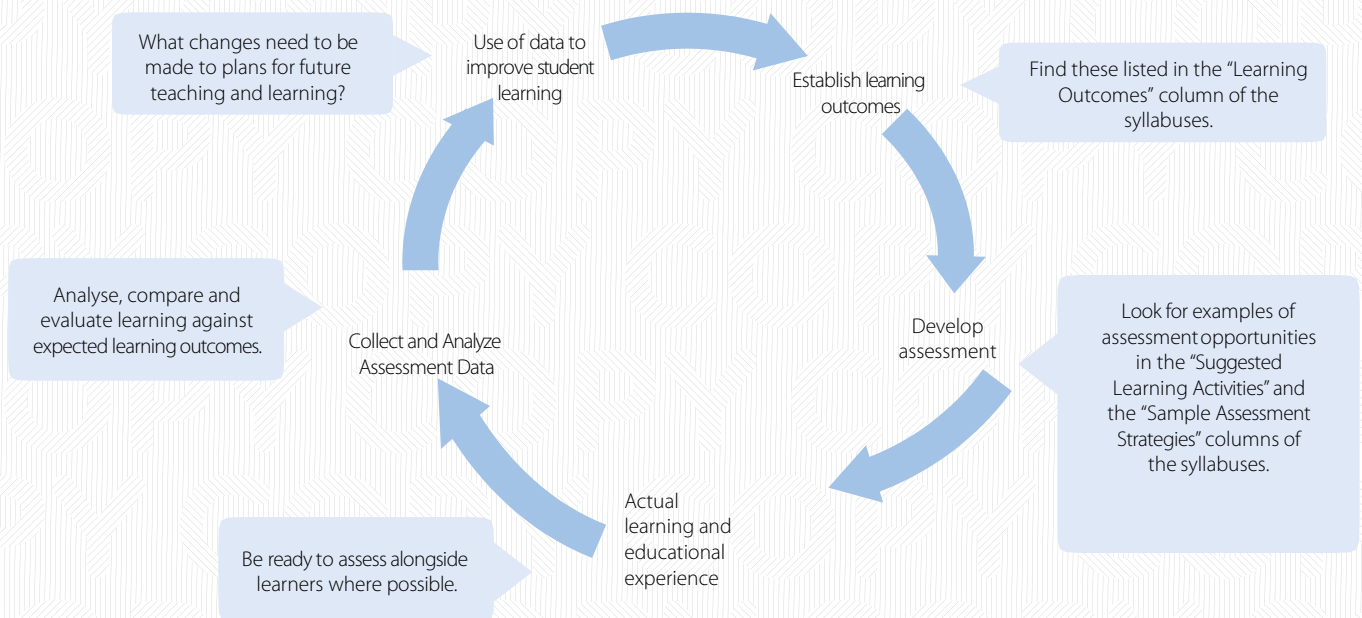 What changes need to be
made to plans for future
teaching and learning?
Use of data to
improve student
learning
Establish learning
outcomes
Find these listed in the “Learning
Outcomes” column of the
syllabuses.
Develop
assessment
Look for examples of
assessment opportunities
in the “Suggested
Learning Activities” and
the “Sample Assessment
Strategies” columns of
the syllabuses.
Actual
learning and
educational
experience
Be ready to assess alongside
learners where possible.
Collect and Analyze
Assessment Data
Analyse, compare and
evaluate learning against
expected learning outcomes.